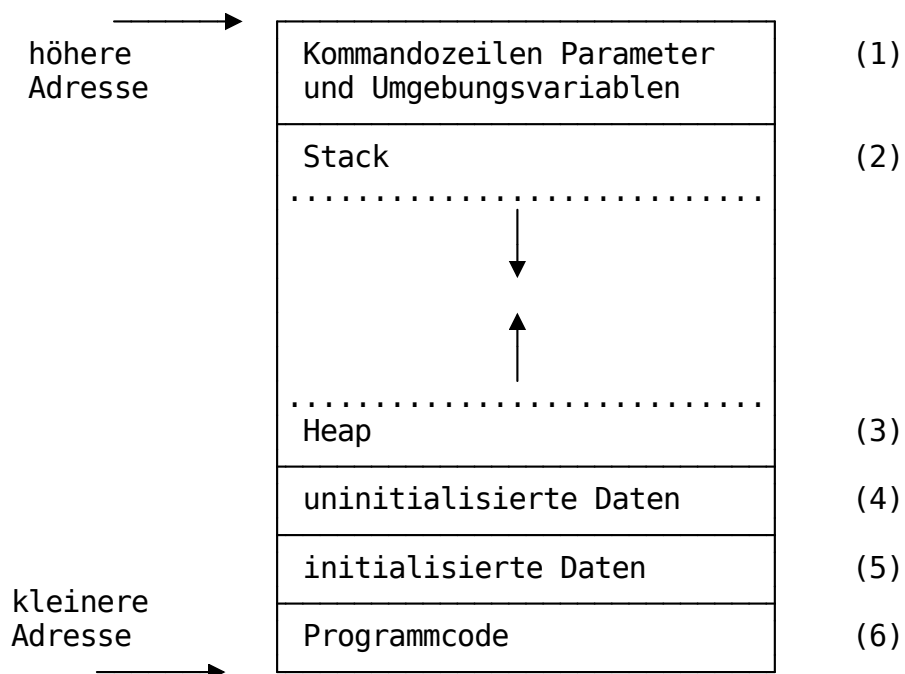 höhere
Adresse
Kommandozeilen Parameter
und Umgebungsvariablen
(1)
Stack
(2)
Heap
(3)
uninitialisierte Daten
(4)
initialisierte Daten
(5)
kleinere
Adresse
Programmcode
(6)